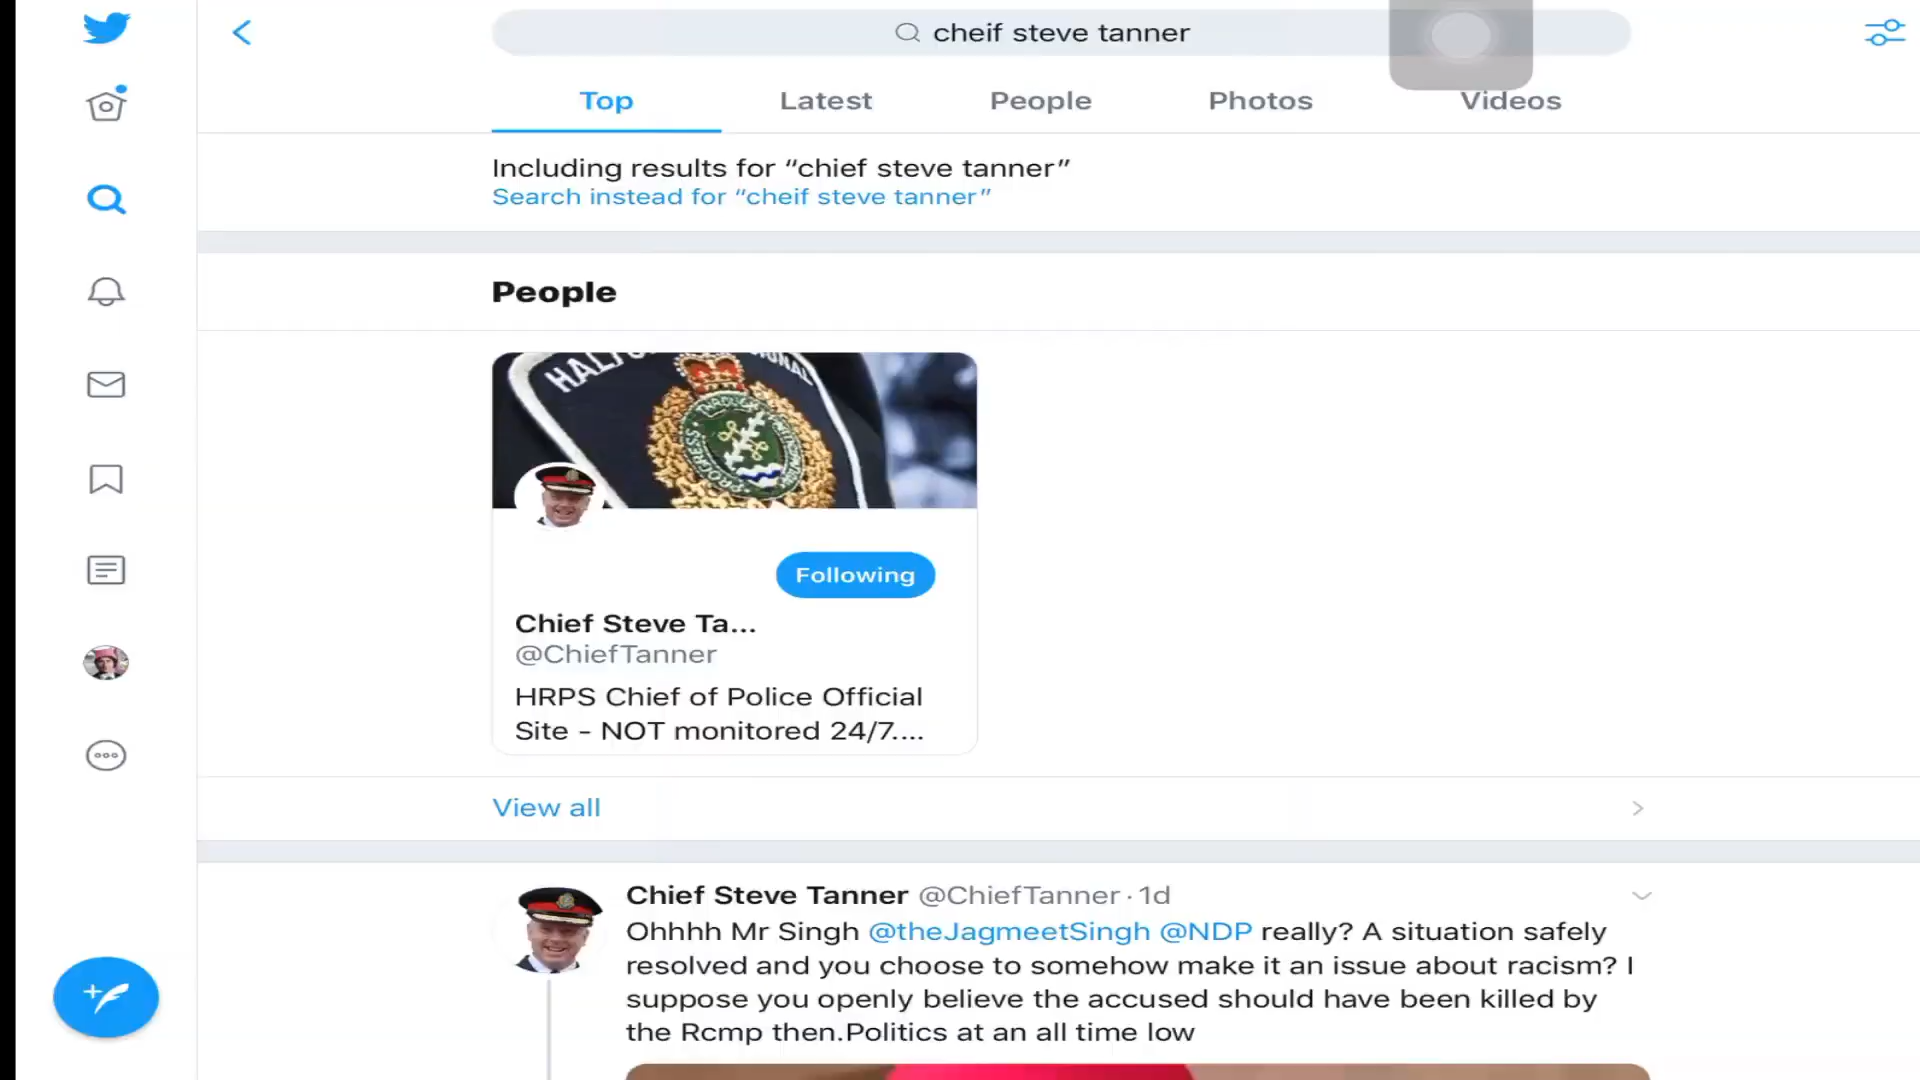 cheif steve tanner
Top Latest People Photos Videos
Including results for “chief steve tanner”
Search instead for “cheif steve tanner”
People
HALTO
NAL
THROUGH
PROGRESS
Following
Chief Steve Ta...
@ChiefTanner
HRPS Chief of Police Official
Site - NOT monitored 24/7....
View all
Chief Steve Tanner @ChiefTanner · 1d
Ohhhh Mr Singh @theJagmeetSingh @NDP really? A situation safely
resolved and you choose to somehow make it an issue about racism? I
suppose you openly believe the accused should have been killed by
the Rcmp then.Politics at an all time low